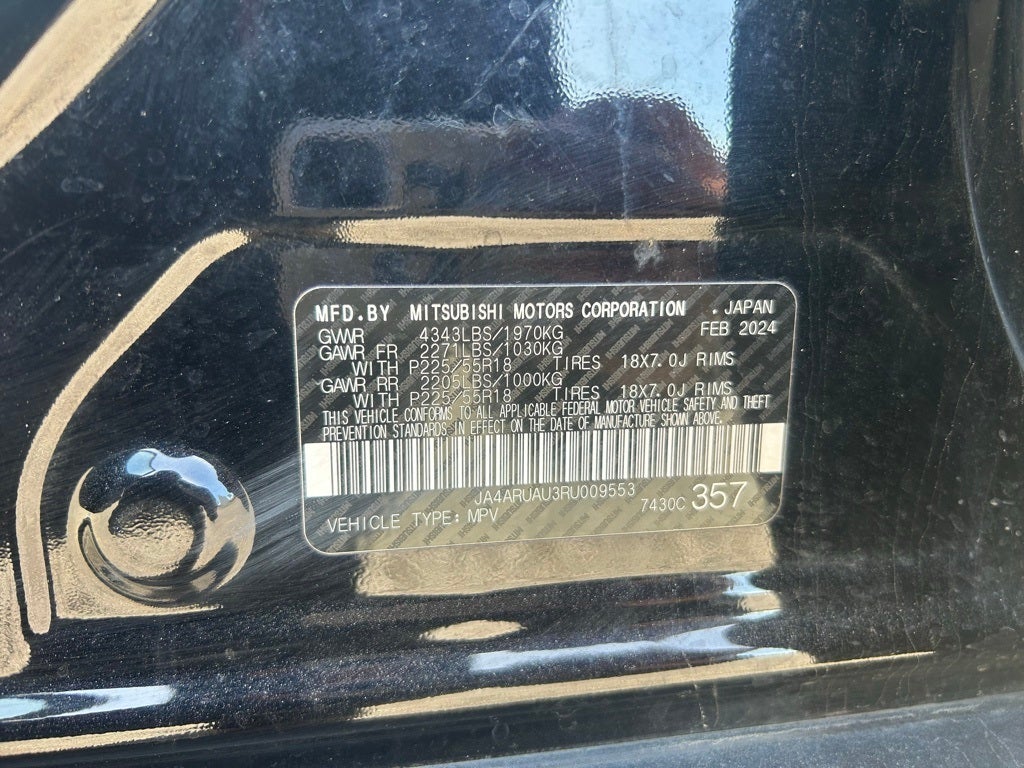 MFD.BY MITSUBISHI MOTORS CORPORATION . JAPAN
GVWR 4343LBS/1970KG FEB 2024
GAWR FR 2271LBS/1030KG
WITH P225/55R18 TIRES 18X7.0J RIMS
GAWR RR 2205LBS/1000KG
WITH P225/55R18 TIRES 18X7.0J RIMS
THIS VEHICLE CONFORMS TO ALL APPLICABLE FEDERAL MOTOR VEHICLE SAFETY AND THEFT
PREVENTION STANDARDS IN EFFECT ON THE DATE OF MANUFACTURE SHOWN ABOVE.
JA4ARUAU3RU009553
VEHICLE TYPE: MPV 7430C 357